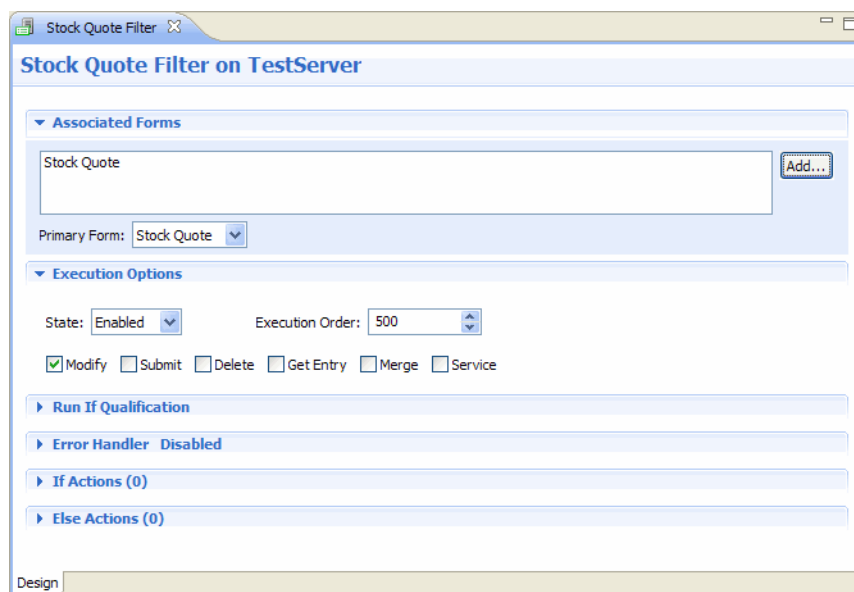 Stock Quote Filter
Stock Quote Filter on TestServer
Associated Forms
Stock Quote
Add...
Primary Form: Stock Quote
Execution Options
State: Enabled Execution Order: 500
Modify Submit Delete Get Entry Merge Service
Run If Qualification
Error Handler Disabled
If Actions (0)
Else Actions (0)
Design